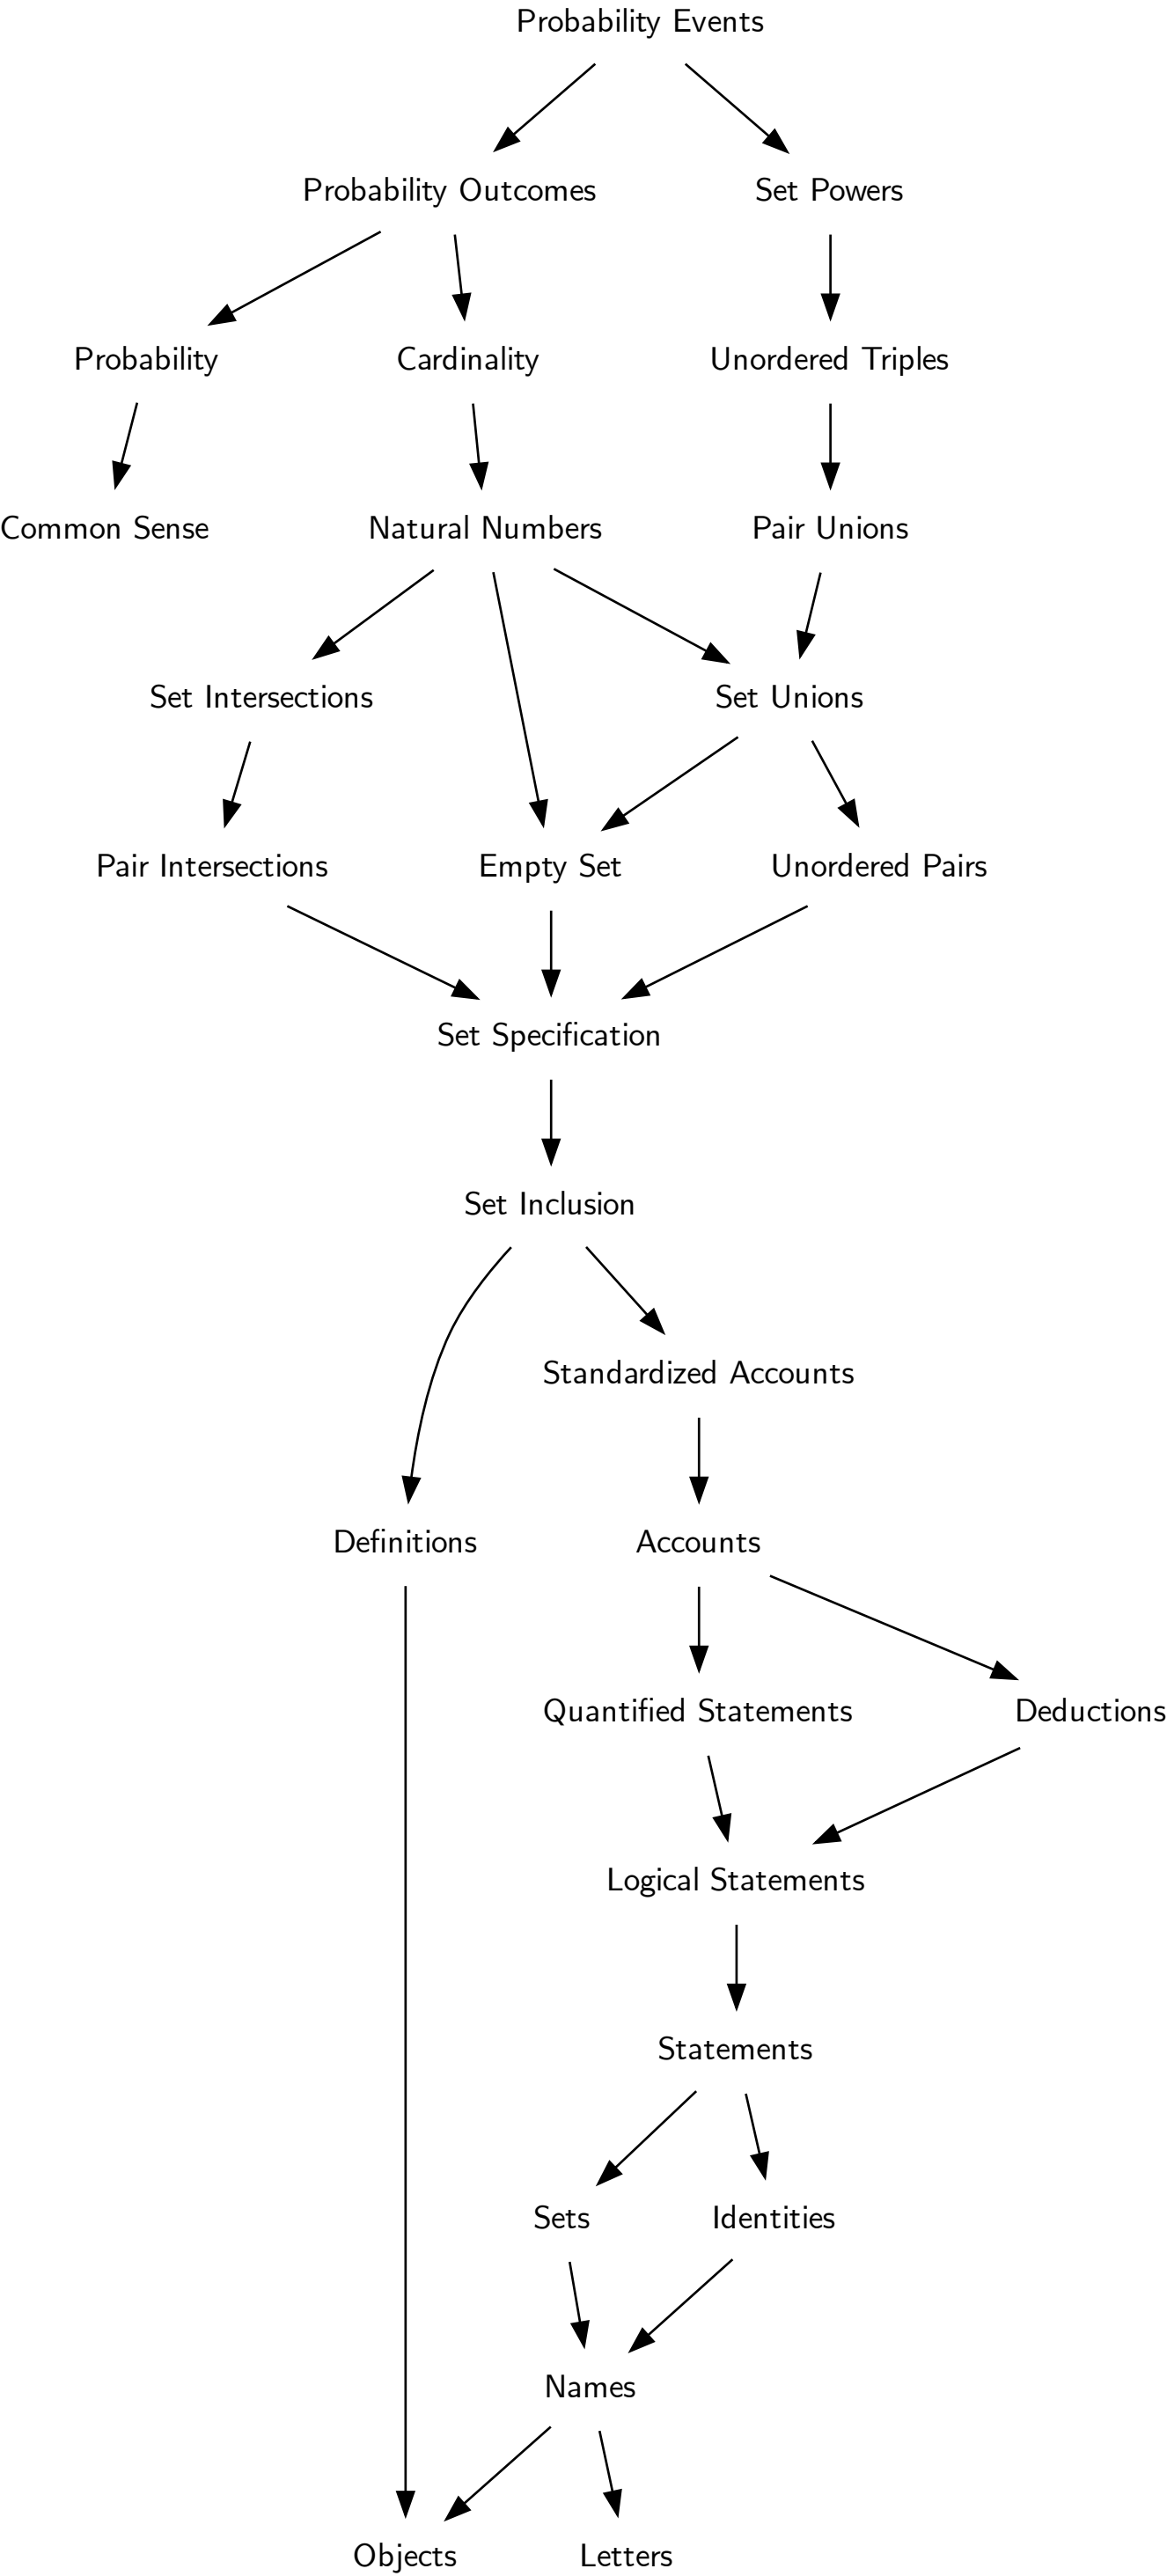 Probability Events
Probability Outcomes
Set Powers
Probability
Cardinality
Unordered Triples
Common Sense
Natural Numbers
Pair Unions
Set Intersections
Set Unions
Pair Intersections
Empty Set
Unordered Pairs
Set Specification
Set Inclusion
Standardized Accounts
Definitions
Accounts
Quantified Statements
Deductions
Logical Statements
Statements
Sets
Identities
Names
Objects
Letters